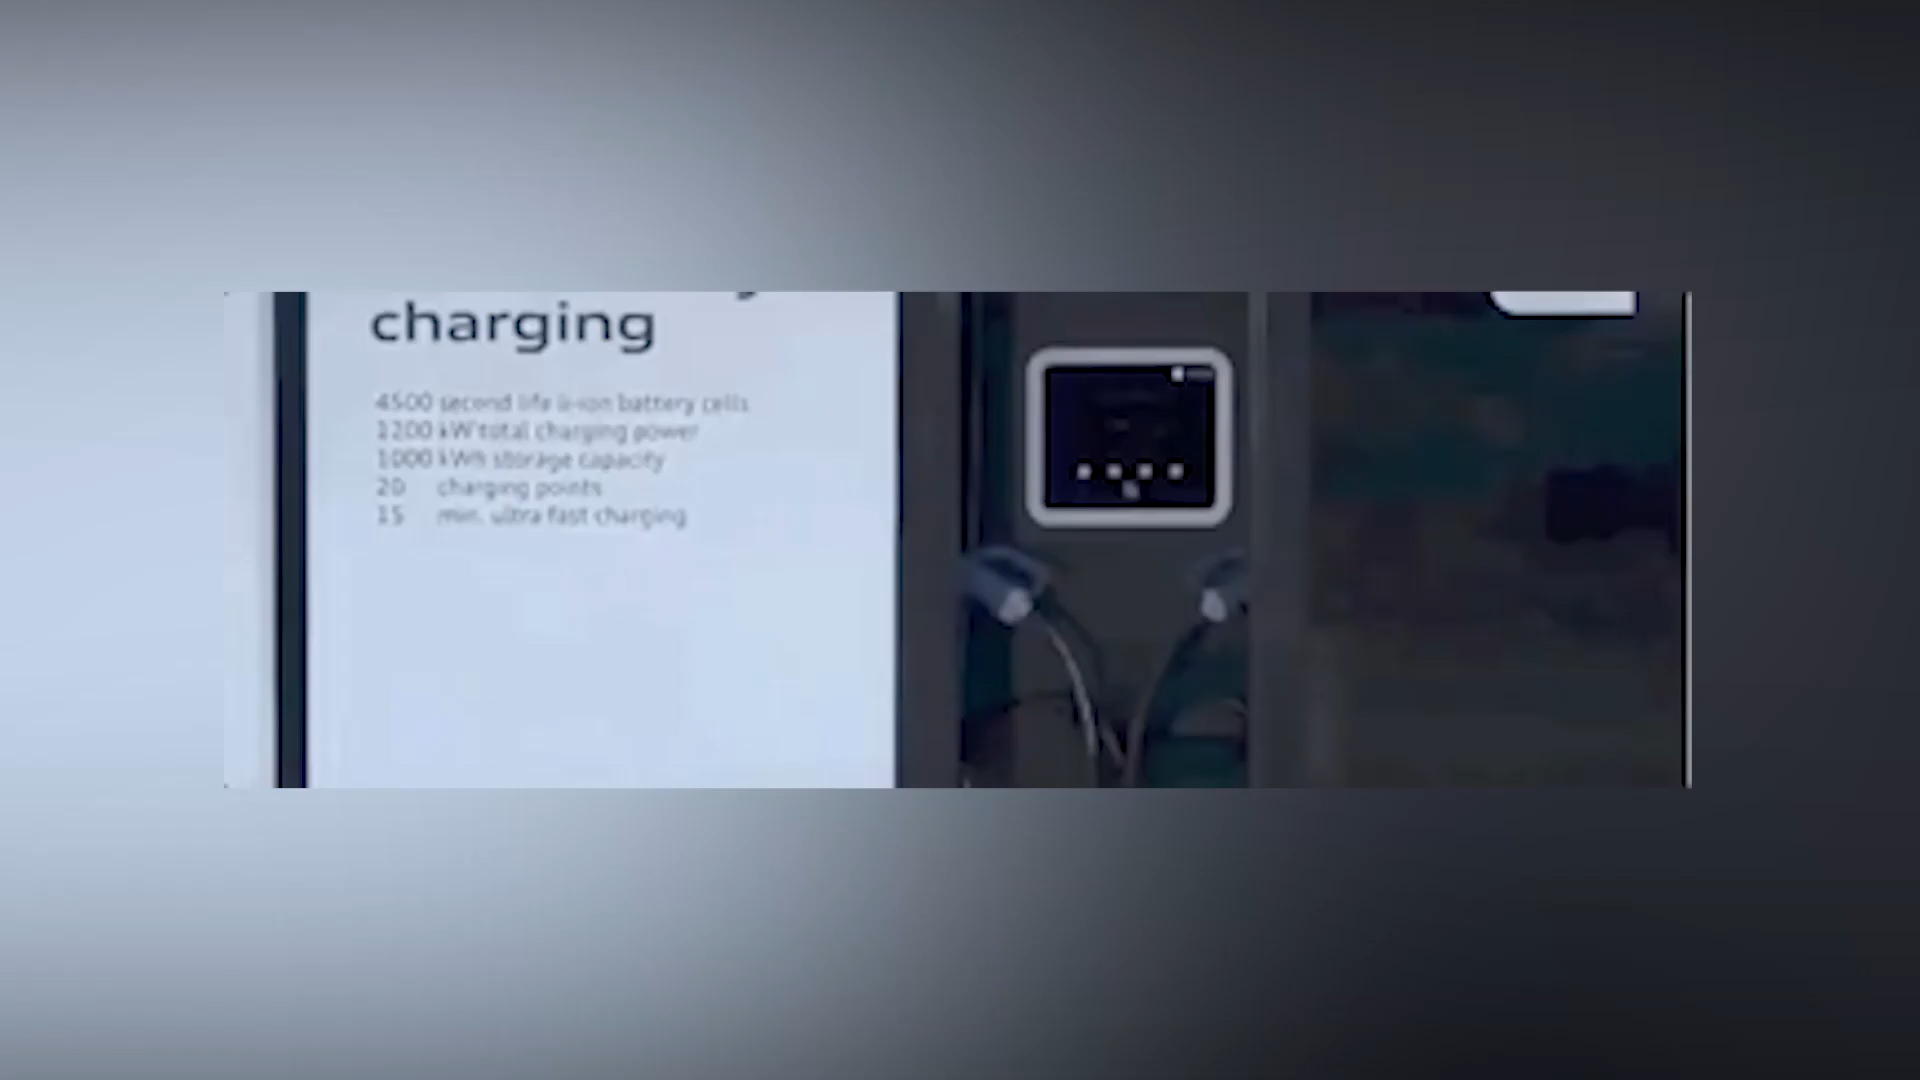 charging
4500 second life li-ion battery cells
1200 kW total charging power
1000 kWh storage capacity
20 charging points
15 min. ultra fast charging